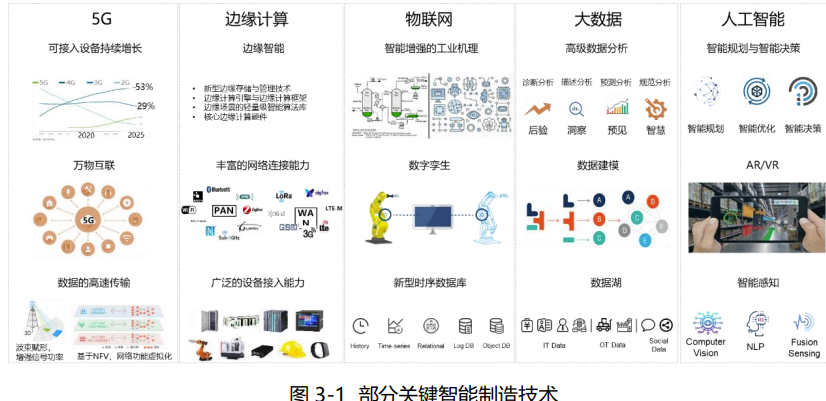 5G
可接入设备持续增长
5G 4G 3G 2G
53%
29%
2020 2025
万物互联
5G
数据的高速传输
波束赋形，
增强信号功率
基于NFV，网络功能虚拟化
边缘计算
边缘智能
• 新型边缘存储与管理技术
• 边缘计算引擎与边缘计算框架
• 边缘场景的轻量级智能算法库
• 核心边缘计算硬件
丰富的网络连接能力
Bluetooth
LoRa
sigfox
Wi Fi
PAN
Zigbee
GSM
WAN
3G
LTE-M
lte
Sub-1GHz
广泛的设备接入能力
物联网
智能增强的工业机理
数字孪生
新型时序数据库
History Time-series Relational Log DB Object DB
大数据
高级数据分析
诊断分析 描述分析 预测分析 规范分析
后验 洞察 预见 智慧
数据建模
A
B
C
A
B
C
D
E
F
数据湖
IT Data OT Data Social
Data
人工智能
智能规划与智能决策
智能规划 智能优化 智能决策
AR/VR
智能感知
Computer
Vision
NLP
Fusion
Sensing
图 3-1 部分关键智能制造技术